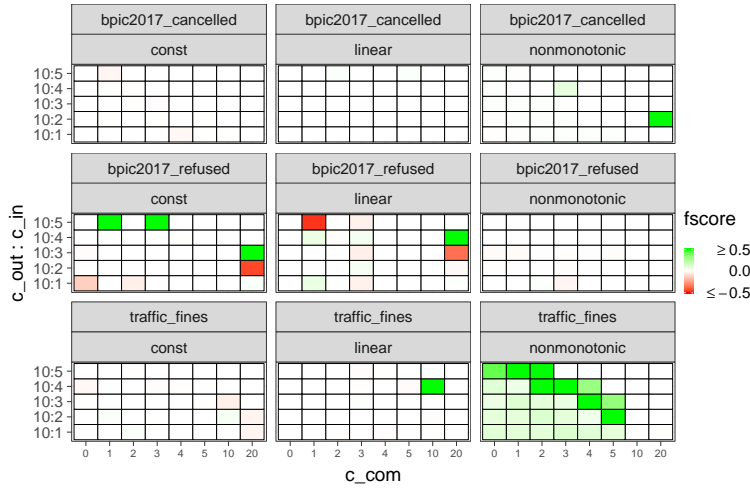 bpic2017_cancelled bpic2017_cancelled bpic2017_cancelled
const linear nonmonotonic
10:5
10:4
10:3
10:2
10:1
bpic2017_refused bpic2017_refused bpic2017_refused
const linear nonmonotonic
10:5
10:4
10:3
10:2
10:1
traffic_fines traffic_fines traffic_fines
const linear nonmonotonic
10:5
10:4
10:3
10:2
10:1
0 1 2 3 4 5 10 20 0 1 2 3 4 5 10 20 0 1 2 3 4 5 10 20
c_com
c_out : c_in
fscore
≥ 0.5
0.0
≤ −0.5